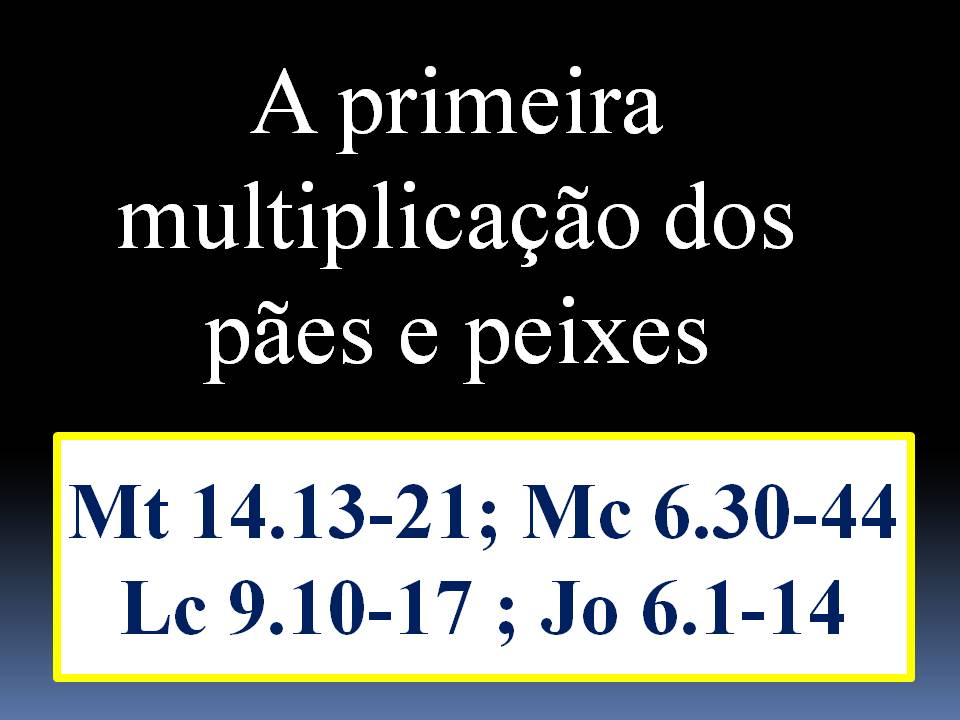 A primeira
multiplicação dos
pães e peixes
Mt 14.13-21; Mc 6.30-44
Lc 9.10-17 ; Jo 6.1-14